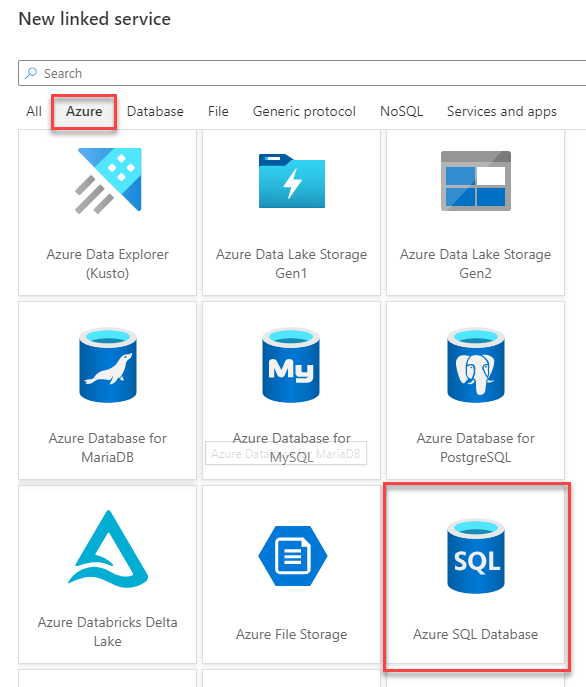 New linked service
Search
All Azure Database File Generic protocol NoSQL Services and apps
Azure Data Explorer
(Kusto)
Azure Data Lake Storage
Gen1
Azure Data Lake Storage
Gen2
Azure Database for
MariaDB
My
Azure Database for
MySQL
Azure Database for MariaDB
Azure Database for
PostgreSQL
Azure Databricks Delta
Lake
Azure File Storage
SQL
Azure SQL Database